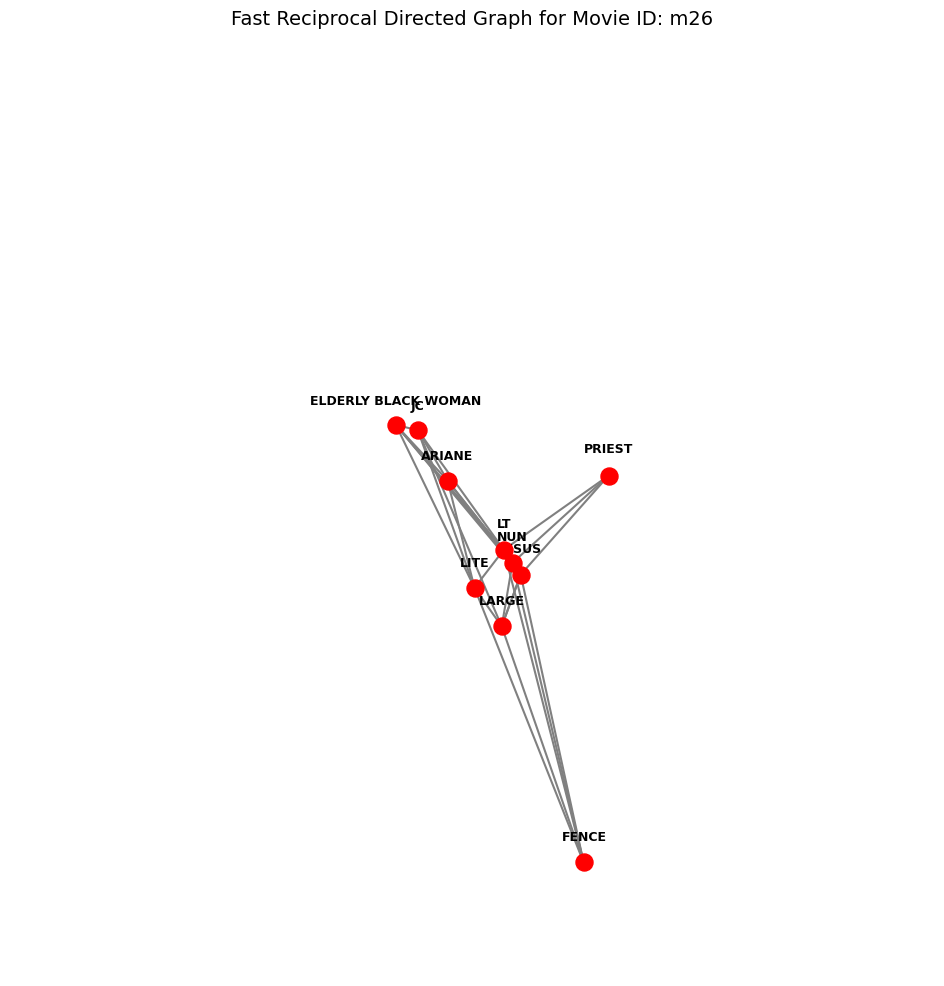 Fast Reciprocal Directed Graph for Movie ID: m26
ELDERLY BLACK WOMAN
JC
PRIEST
ARIANE
LT
NUN
SUS
LITE
LARGE
FENCE